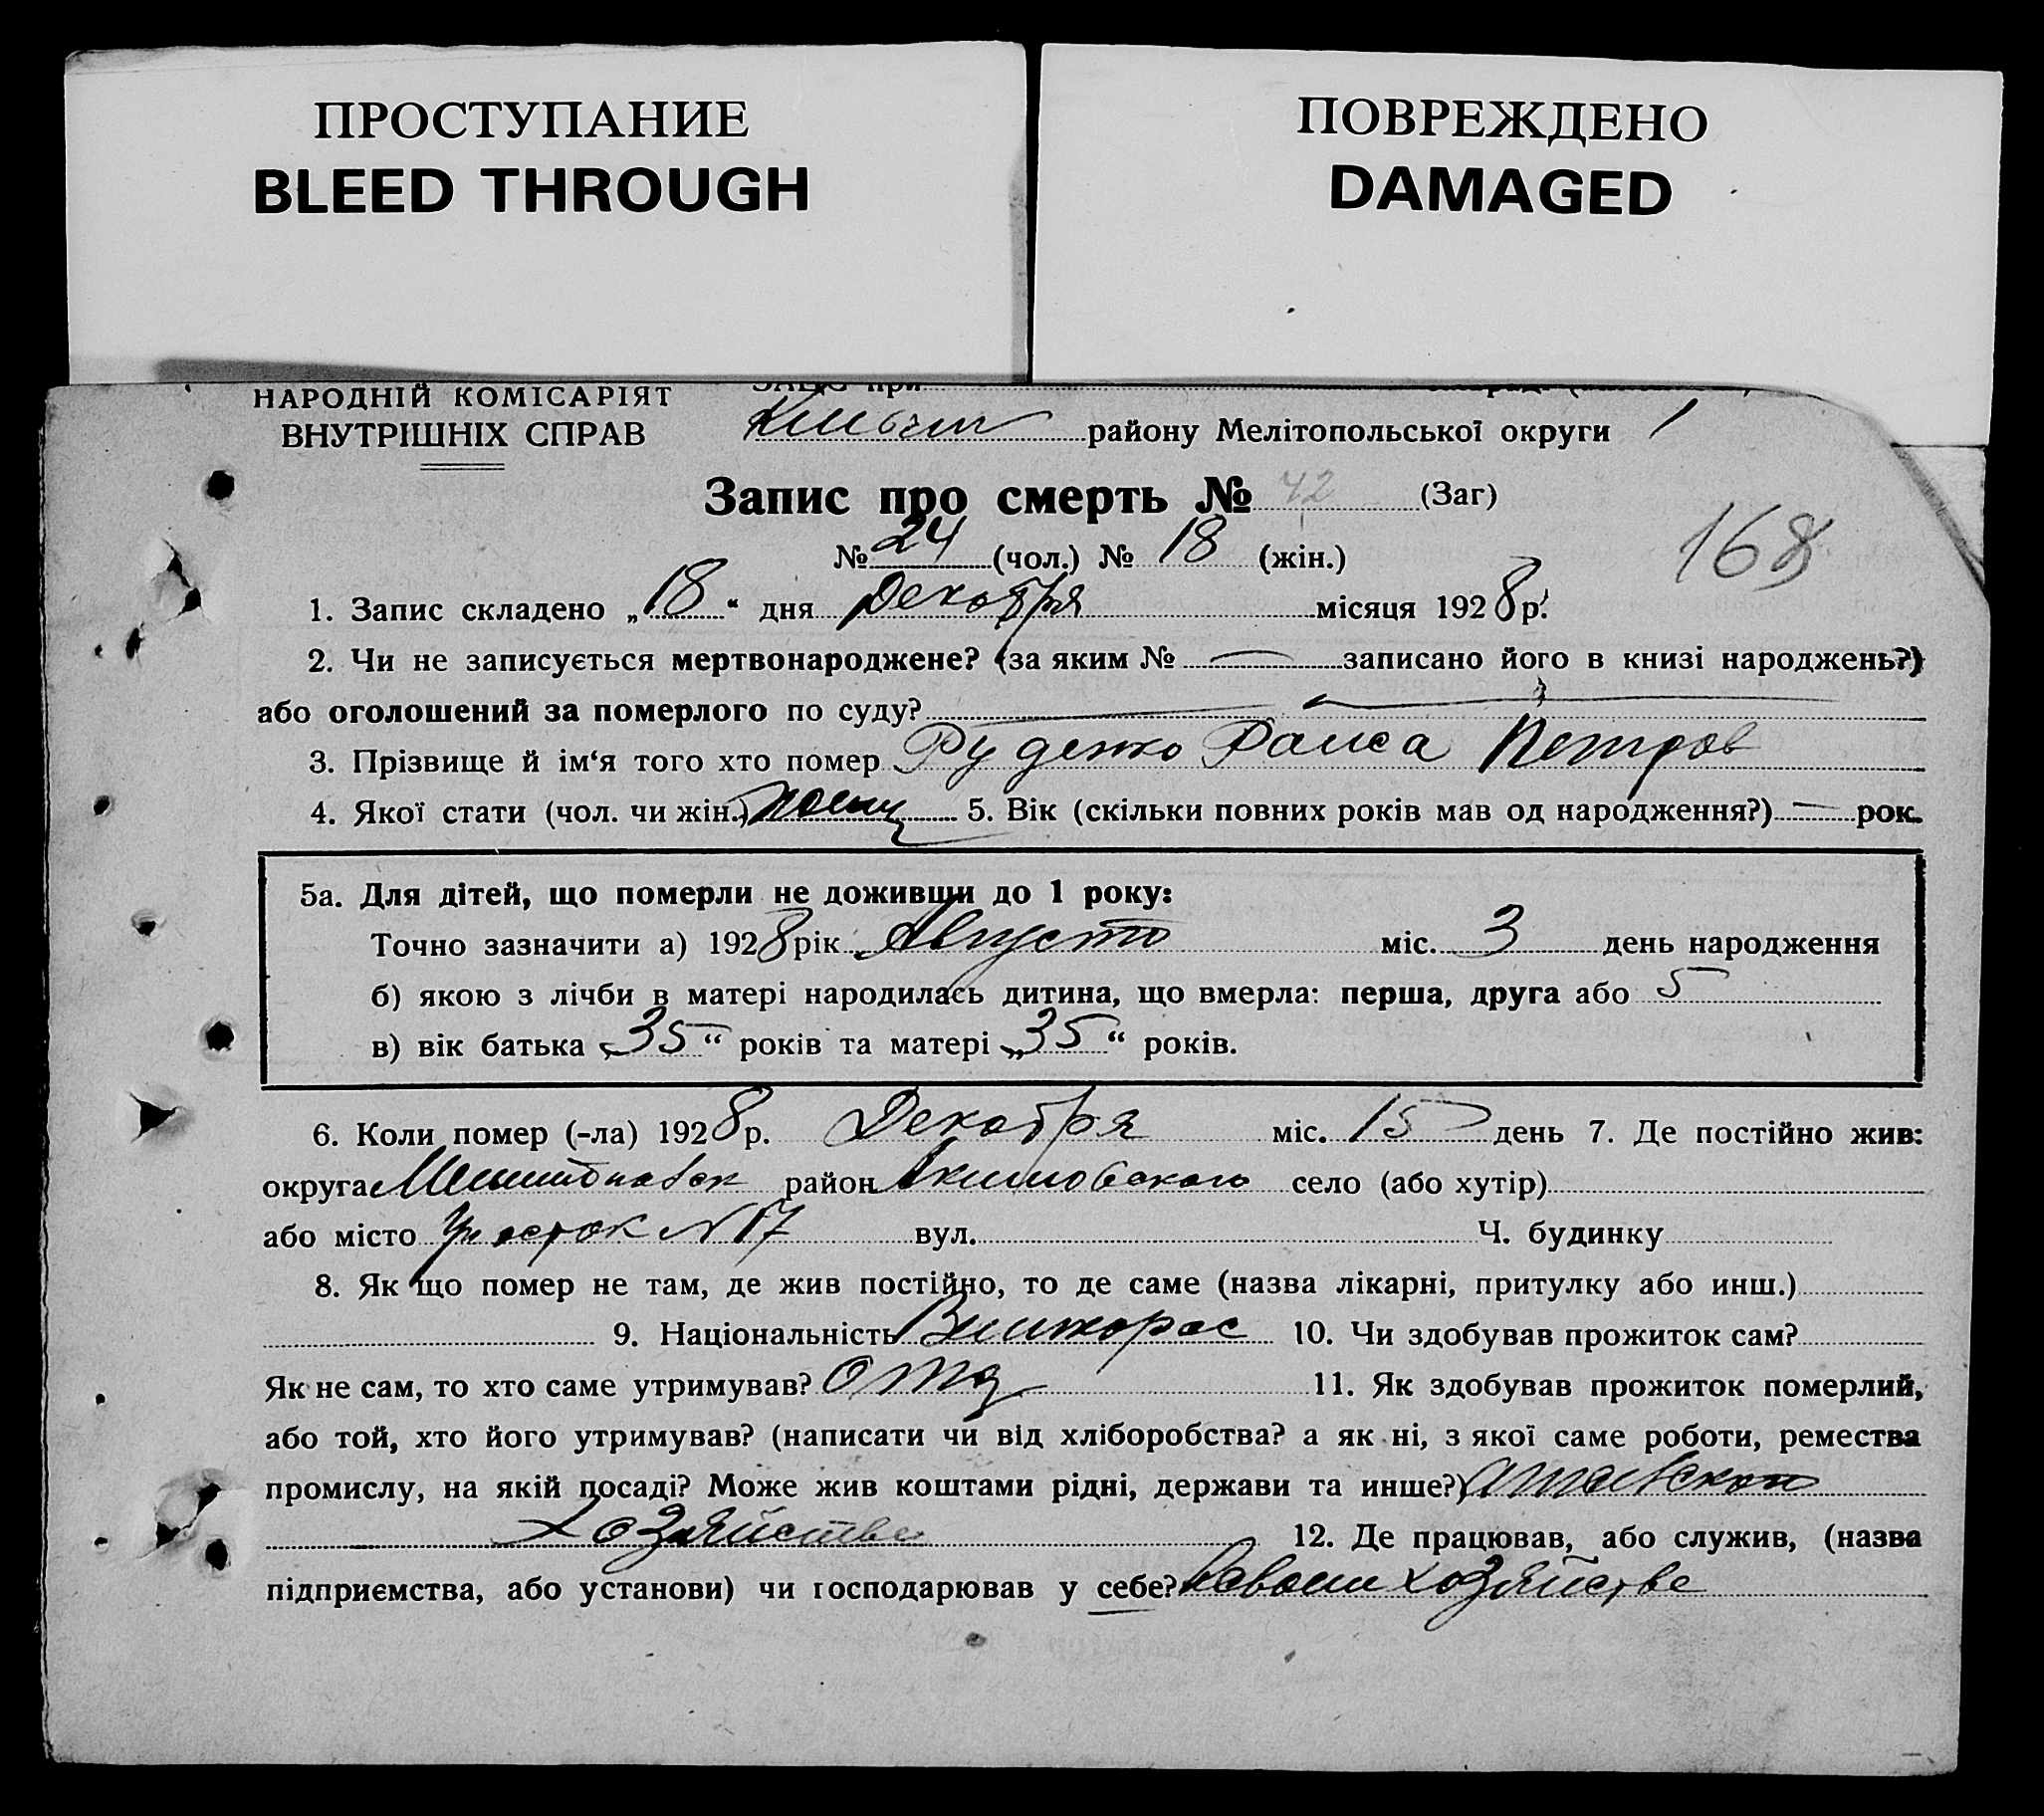 ПРОСТУПАНИЕ
BLEED THROUGH
ПОВРЕЖДЕНО
DAMAGED
НАРОДНІЙ КОМІСАРІЯТ
ВНУТРІШНІХ СПРАВ
району Мелітопольської округи 1
Запис про смерть № 42 (Заг)
№ 24 (чол.) № 18 (жін.)
168
1. Запис складено „18“ дня Декабря місяця 1928 р.
2. Чи не записується мертвонароджене? (за яким № — записано його в книзі народжень?)
або оголошений за померлого по суду? —
3. Прізвище й ім‘я того хто помер Руденко Раиса Петров
4. Якої стати (чол. чи жін.) 5. Вік (скільки повних років мав од народження?) — рок.
5а. Для дітей, що померли не доживши до 1 року:
Точно зазначити а) 1928 рік Августа міс. 3 день народження
б) якою з лічби в матері народилась дитина, що вмерла: перша, друга або 5
в) вік батька „35“ років та матері „35“ років.
6. Коли помер (-ла) 1928 р. Декабря міс. 15 день 7. Де постійно жив:
округа район Акимовского село (або хутір)
або місто Участок N 17 вул. Ч. будинку
8. Як що помер не там, де жив постійно, то де саме (назва лікарні, притулку або инш.)
9. Національність 10. Чи здобував прожиток сам?
Як не сам, то хто саме утримував? Отец 11. Як здобував прожиток померлий,
або той, хто його утримував? (написати чи від хліборобства? а як ні, з якої саме роботи, ремества
промислу, на якій посаді? Може жив коштами рідні, держави та инше?)
хозяйстве 12. Де працював, або служив, (назва
підприємства, або установи) чи господарював у себе? в своем хозяйстве